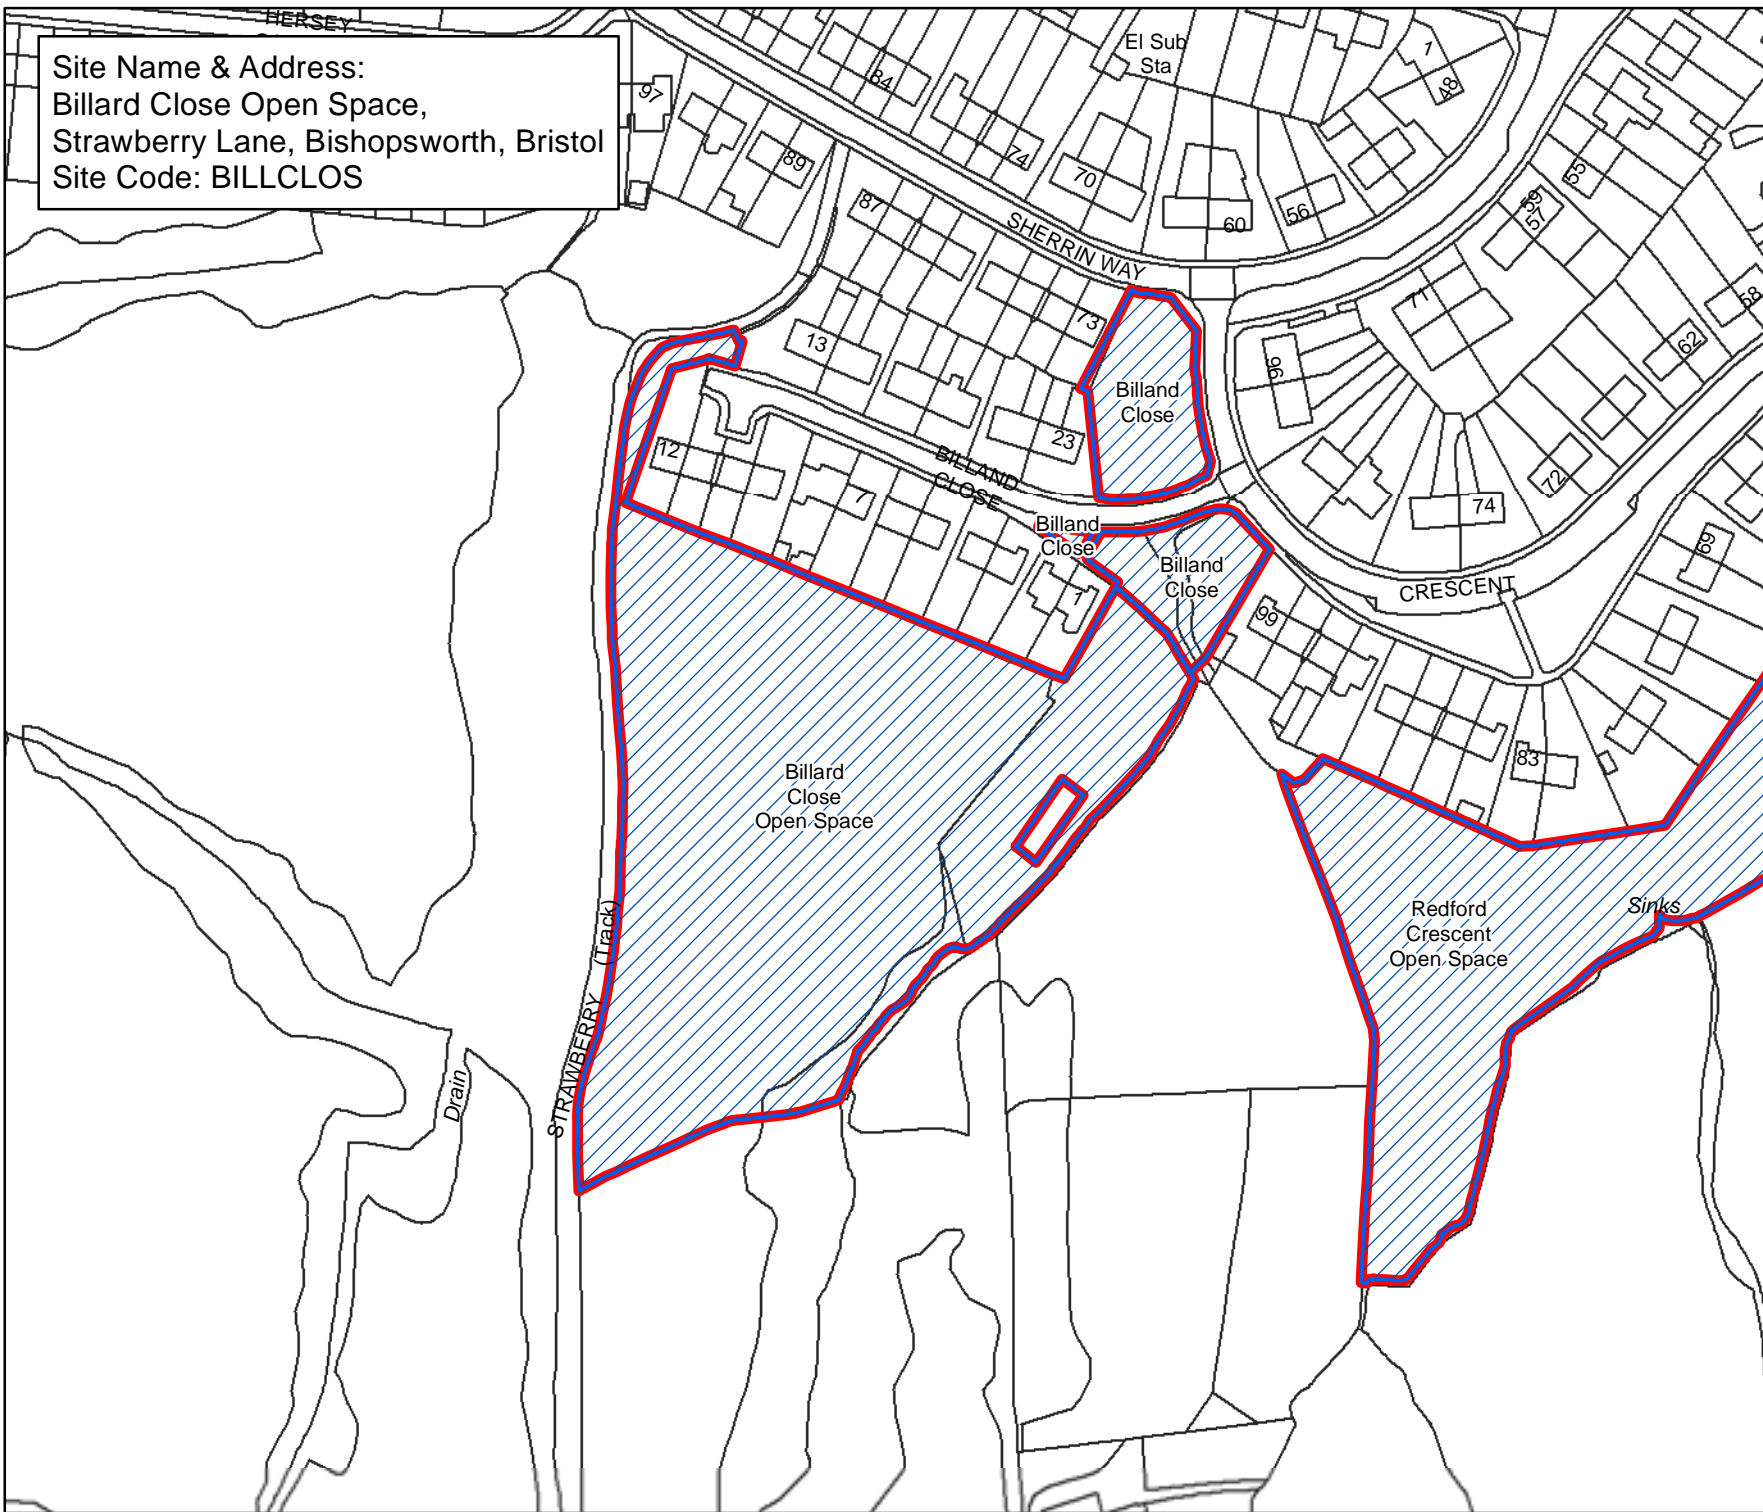 HERSEY
Site Name & Address:
Billard Close Open Space,
Strawberry Lane, Bishopsworth, Bristol
Site Code: BILLCLOS
El Sub
Sta
97
84
89
74
70
60
56
1
48
55
59
57
87
SHERRIN WAY
73
71
58
62
13
96
Billand
Close
23
12
BILLAND
CLOSE
7
72
74
Billand
Close
Billand
Close
1
69
CRESCENT
99
83
Billard
Close
Open Space
Redford
Crescent
Open Space
Sinks
STRAWBERRY (Track)
Drain